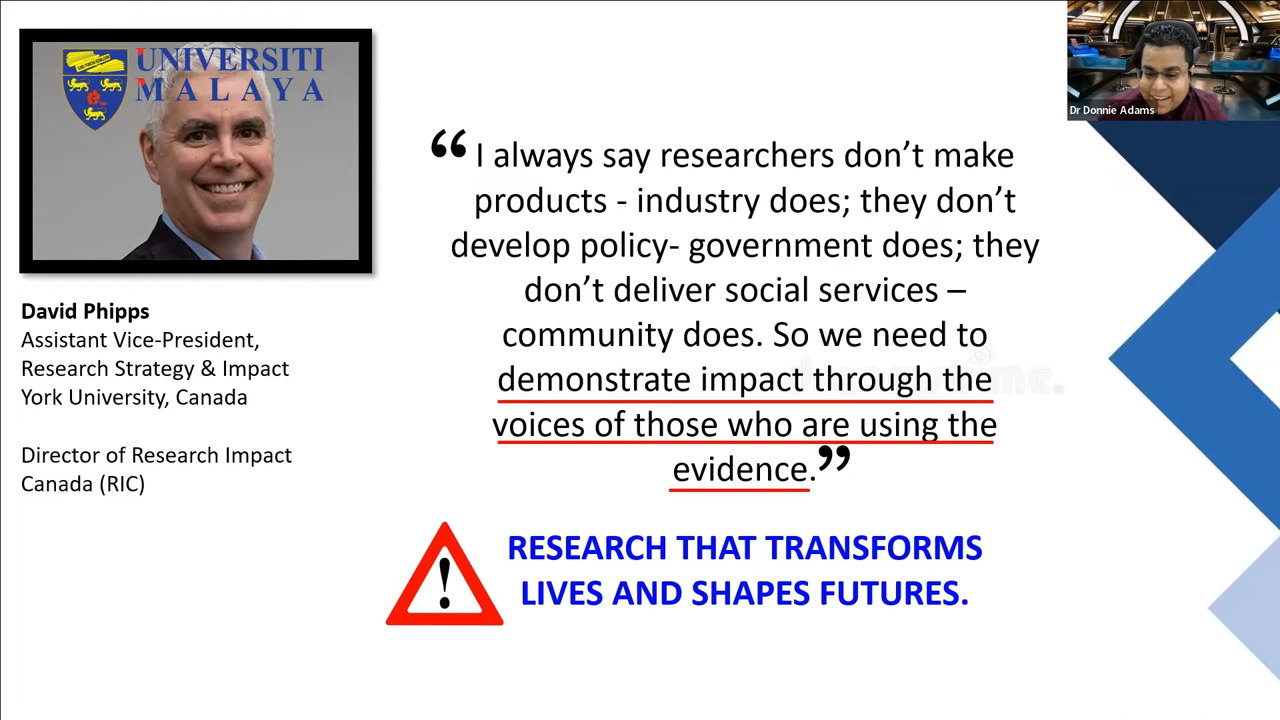 UNIVERSITI
MALAYA
Dr Donnie Adams
“I always say researchers don’t make
products - industry does; they don’t
develop policy- government does; they
don’t deliver social services –
community does. So we need to
demonstrate impact through the
voices of those who are using the
evidence.”
David Phipps
Assistant Vice-President,
Research Strategy & Impact
York University, Canada
Director of Research Impact
Canada (RIC)
!
RESEARCH THAT TRANSFORMS
LIVES AND SHAPES FUTURES.